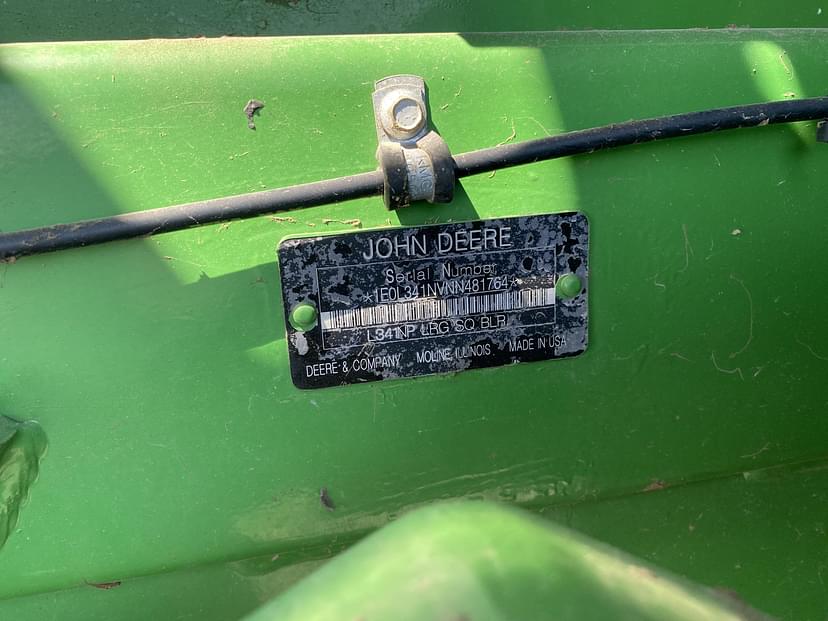 JOHN DEERE
Serial Number
*1E0L341NVNN481764*
L341NP LRG SQ BLR
DEERE & COMPANY MOLINE, ILLINOIS MADE IN USA